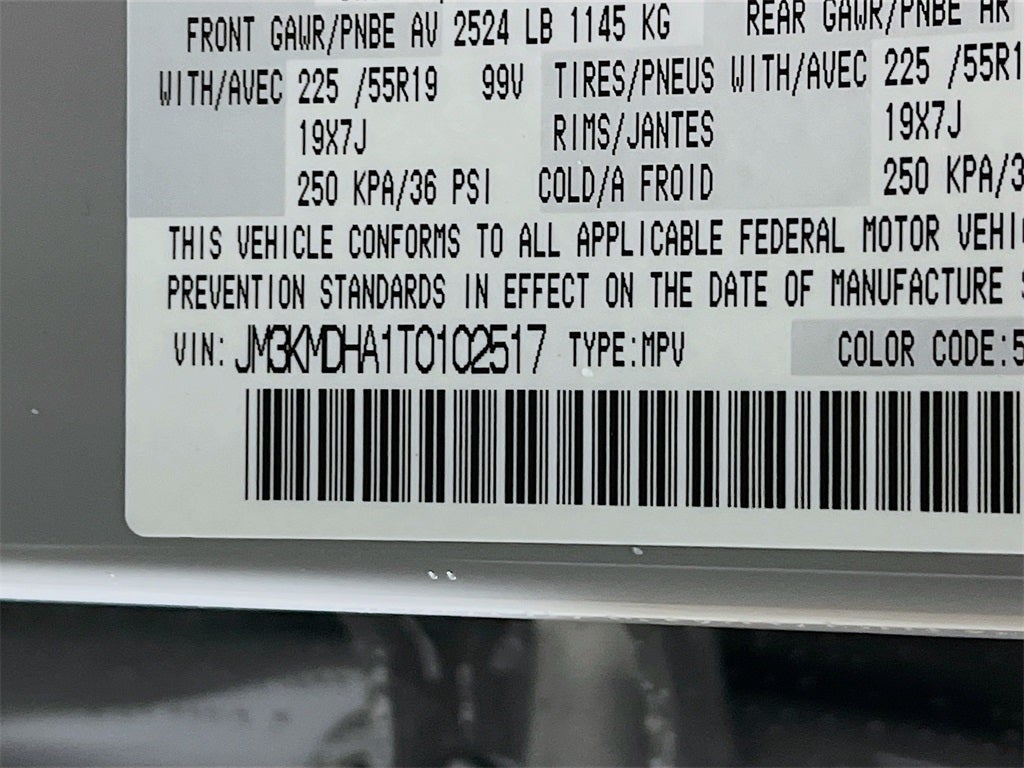 FRONT GAWR/PNBE AV 2524 LB 1145 KG REAR GAWR/PNBE AR
WITH/AVEC 225 /55R19 99V TIRES/PNEUS WITH/AVEC 225 /55R1
19X7J RIMS/JANTES 19X7J
250 KPA/36 PSI COLD/A FROID 250 KPA/3
THIS VEHICLE CONFORMS TO ALL APPLICABLE FEDERAL MOTOR VEHI
PREVENTION STANDARDS IN EFFECT ON THE DATE OF MANUFACTURE
VIN: JM3KMDHA1T0102517 TYPE:MPV COLOR CODE:5